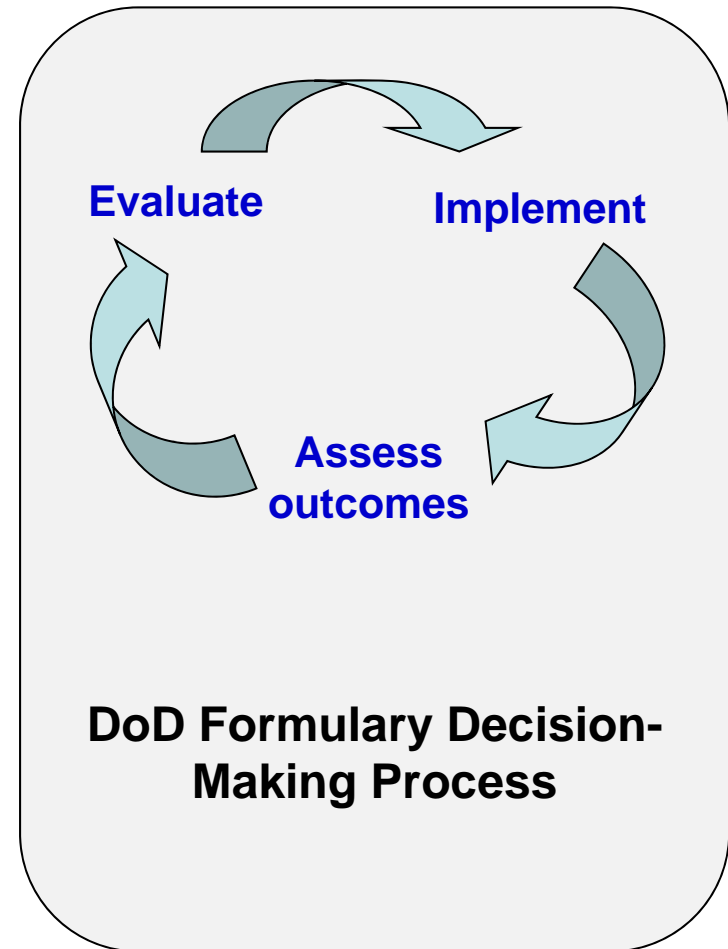 Evaluate
Implement
Assess
outcomes
DoD Formulary Decision-
Making Process